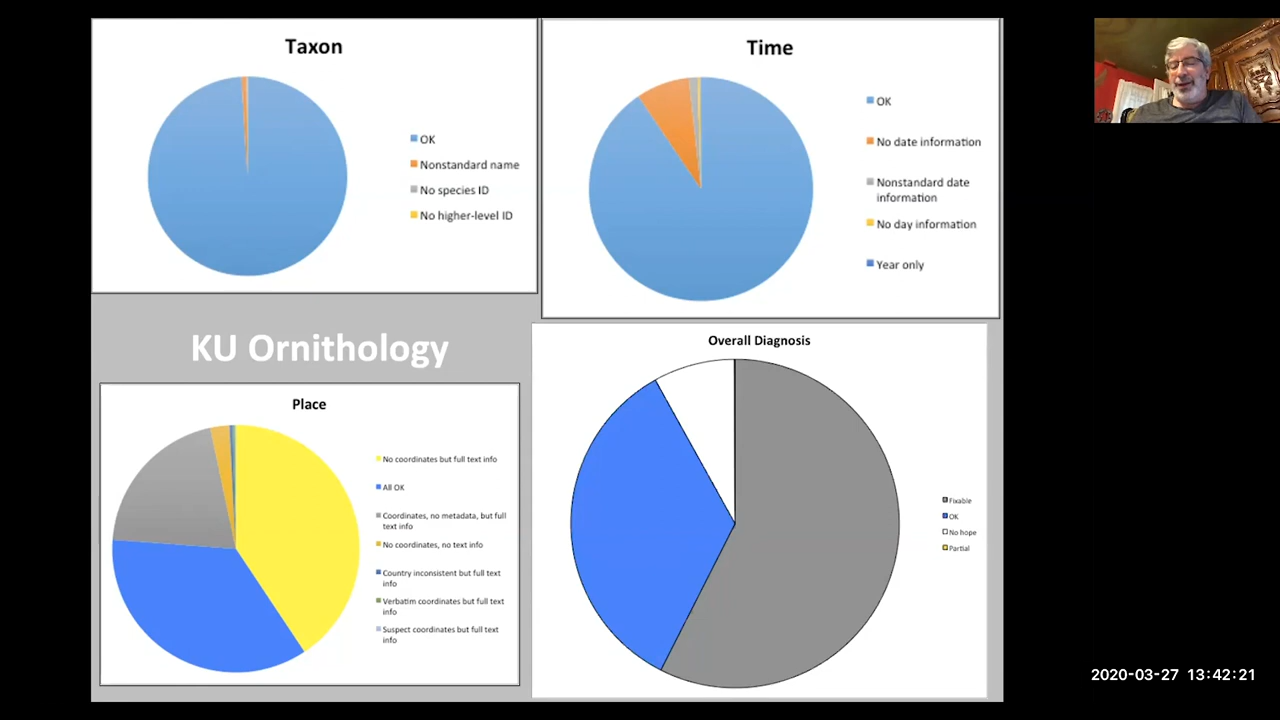 Taxon
OK
Nonstandard name
No species ID
No higher-level ID
Time
OK
No date information
Nonstandard date
information
No day information
Year only
KU Ornithology
Place
No coordinates but full text info
All OK
Coordinates, no metadata, but full
text info
No coordinates, no text info
Country inconsistent but full text
info
Verbatim coordinates but full text
info
Suspect coordinates but full text
info
Overall Diagnosis
Fixable
OK
No hope
Partial
2020-03-27 13:42:21